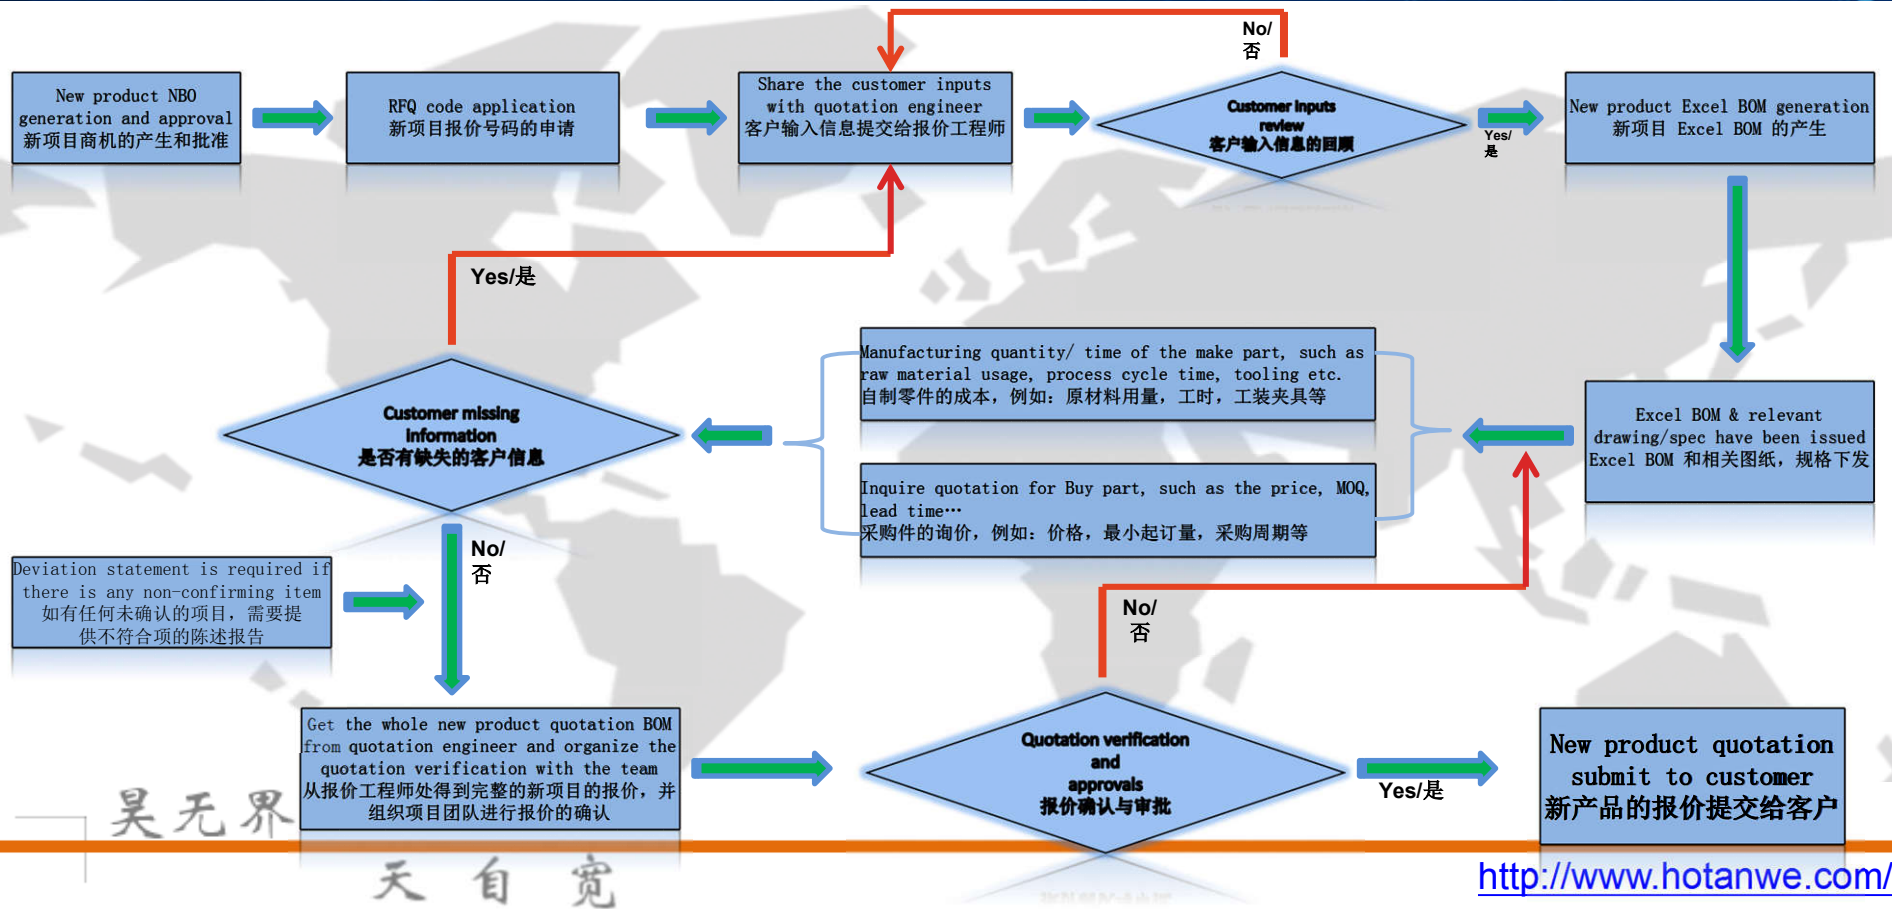 New product NBO
generation and approval
新项目商机的产生和批准
RFQ code application
新项目报价号码的申请
Share the customer inputs
with quotation engineer
客户输入信息提交给报价工程师
No/
否
Customer inputs
review
客户输入信息的回顾
Yes/
是
New product Excel BOM generation
新项目 Excel BOM 的产生
Yes/是
Manufacturing quantity/ time of the make part, such as
raw material usage, process cycle time, tooling etc.
自制零件的成本，例如：原材料用量，工时，工装夹具等
Customer missing
information
是否有缺失的客户信息
Excel BOM & relevant
drawing/spec have been issued
Excel BOM 和相关图纸，规格下发
Inquire quotation for Buy part, such as the price, MOQ,
lead time…
采购件的询价，例如：价格，最小起订量，采购周期等
No/
否
Deviation statement is required if
there is any non-confirming item
如有任何未确认的项目，需要提
供不符合项的陈述报告
No/
否
Get the whole new product quotation BOM
from quotation engineer and organize the
quotation verification with the team
从报价工程师处得到完整的新项目的报价，并
组织项目团队进行报价的确认
Quotation verification
and
approvals
报价确认与审批
Yes/是
New product quotation
submit to customer
新产品的报价提交给客户
昊无界
天自宽
http://www.hotanwe.com/